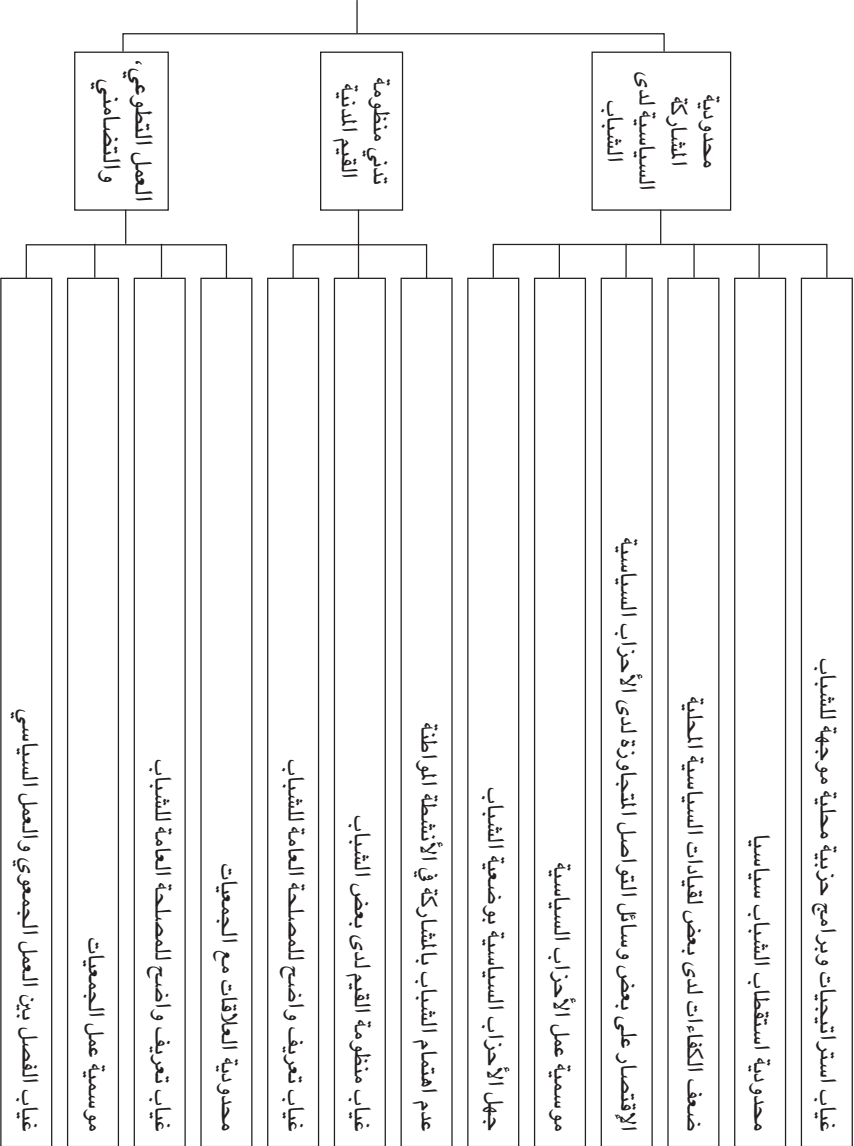 محدودية
المشاركة
السياسية لدى
الشباب
غياب استراتيجيات وبرامج حزبية محلية موجهة للشباب
محدودية استقطاب الشباب سياسيا
ضعف الكفاءات لدى بعض لقيادات السياسية المحلية
الإقتصار على بعض وسائل التواصل المتجاوزة لدى الأحزاب السياسية
موسمية عمل الأحزاب السياسية
جهل الأحزاب السياسية بوضعية الشباب
تدني منظومة
القيم المدنية
عدم اهتمام الشباب بالمشاركة في الأنشطة المواطنة
غياب منظومة القيم لدى بعض الشباب
غياب تعريف واضح للمصلحة العامة للشباب
العمل التطوعي،
والتضامني
محدودية العلاقات مع الجمعيات
غياب تعريف واضح للمصلحة العامة للشباب
موسمية عمل الجمعيات
غياب الفصل بين العمل الجمعوي والعمل السياسي